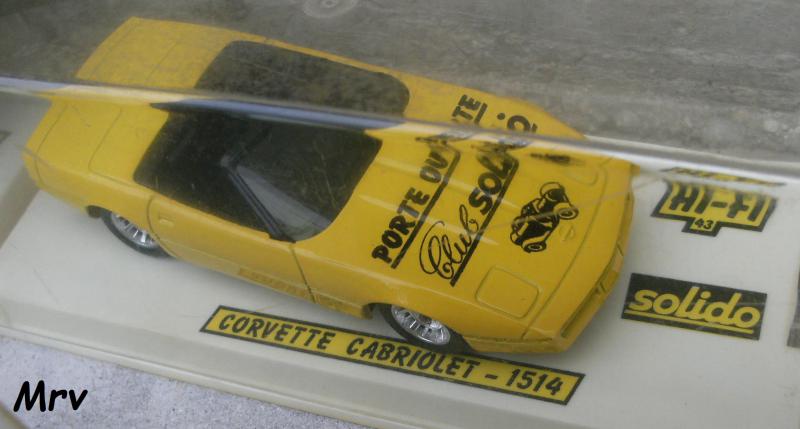 PORTE OUVERTE
Club SOLIDO
HI-FI
43
solido
CORVETTE CABRIOLET - 1514
Mrv